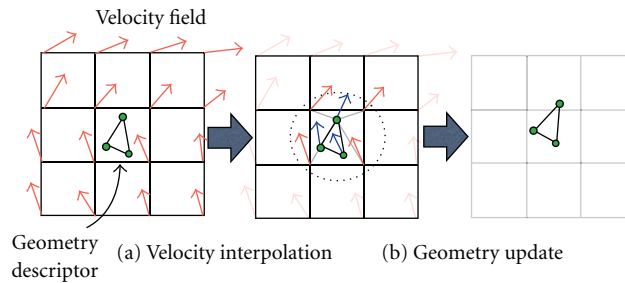 Velocity field
Geometry
descriptor
(a) Velocity interpolation
(b) Geometry update